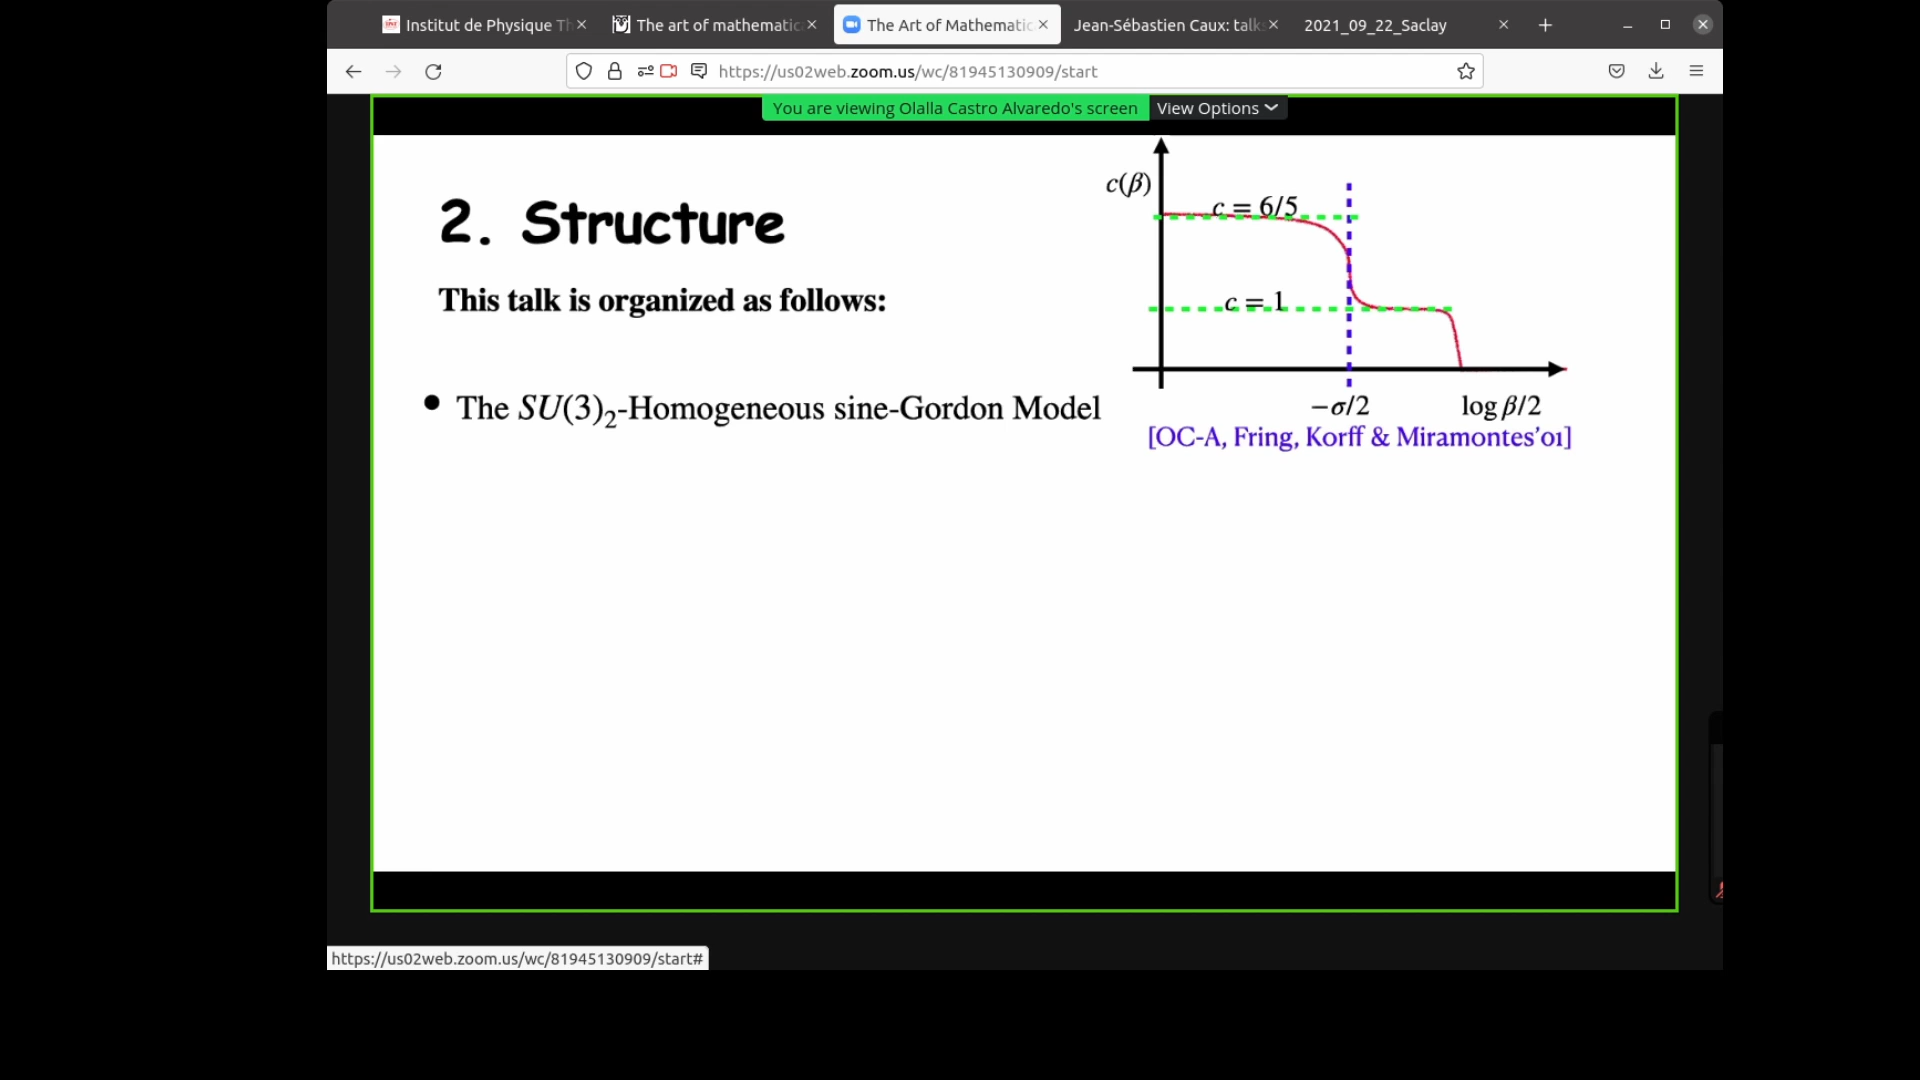 Institut de Physique Th
The art of mathematica
The Art of Mathematic
Jean-Sébastien Caux: talk
2021_09_22_Saclay
https://us02web.zoom.us/wc/81945130909/start
You are viewing Olalla Castro Alvaredo's screen
View Options
2. Structure
This talk is organized as follows:
• The SU(3)₂-Homogeneous sine-Gordon Model
c(β)
c = 6/5
c = 1
−σ/2
log β/2
[OC-A, Fring, Korff & Miramontes'01]
https://us02web.zoom.us/wc/81945130909/start#